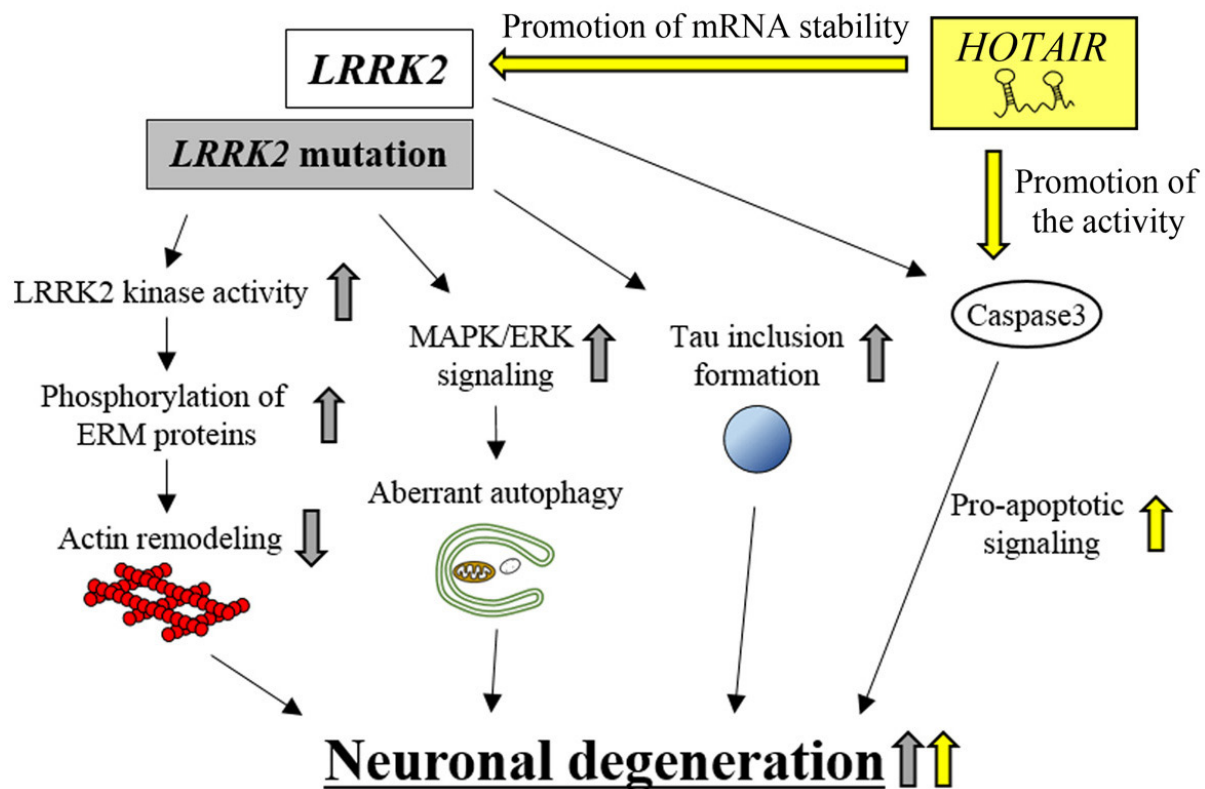 Promotion of mRNA stability
HOTAIR
LRRK2
LRRK2 mutation
Promotion of
the activity
LRRK2 kinase activity
MAPK/ERK
signaling
Tau inclusion
formation
Caspase3
Phosphorylation of
ERM proteins
Aberrant autophagy
Actin remodeling
Pro-apoptotic
signaling
Neuronal degeneration